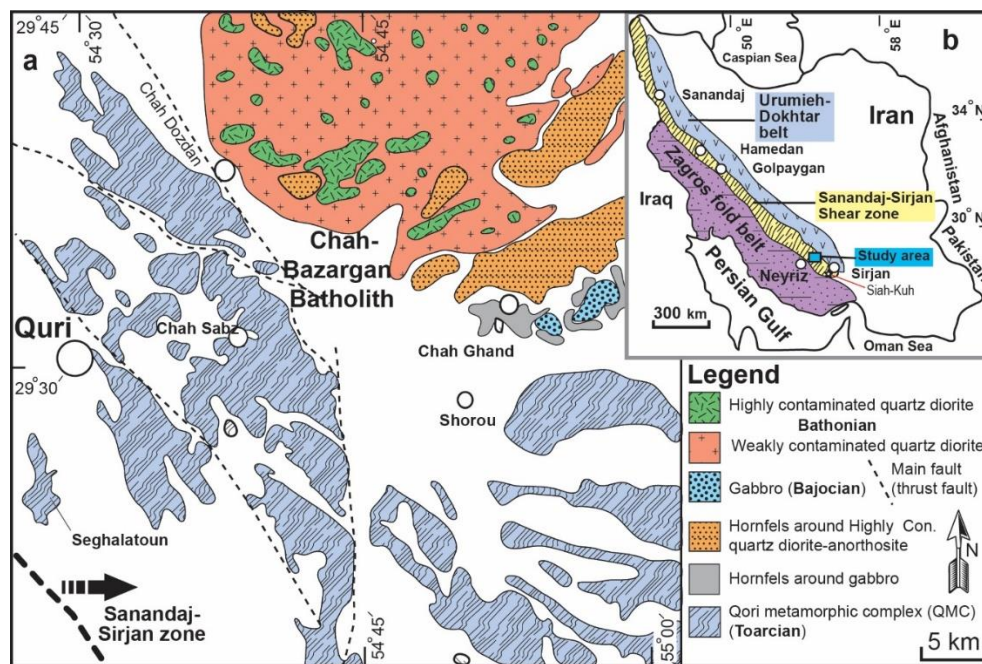 29°45
54°30
54°45
a
Chah Dozdan
Chah-
Bazargan
Batholith
Quri
Chah Sabz
29°30
Chah Ghand
Shorou
Seghalatoun
Sanandaj-
Sirjan zone
54°45
55°00
50°E
58°E
b
Caspian Sea
Sanandaj
Urumieh-
Dokhtar
belt
Iran
34°N
Hamedan
Golpaygan
Afghanistan
Zagros fold belt
Iraq
Sanandaj-Sirjan
Shear zone
30°N
Pakistan
Study area
Neyriz
Sirjan
Siah-Kuh
Persian Gulf
300 km
Oman Sea
Legend
Highly contaminated quartz diorite
Bathonian
Weakly contaminated quartz diorite
Gabbro (Bajocian)
Main fault
(thrust fault)
Hornfels around Highly Con.
quartz diorite-anorthosite
N
Hornfels around gabbro
Qori metamorphic complex (QMC)
(Toarcian)
5 km